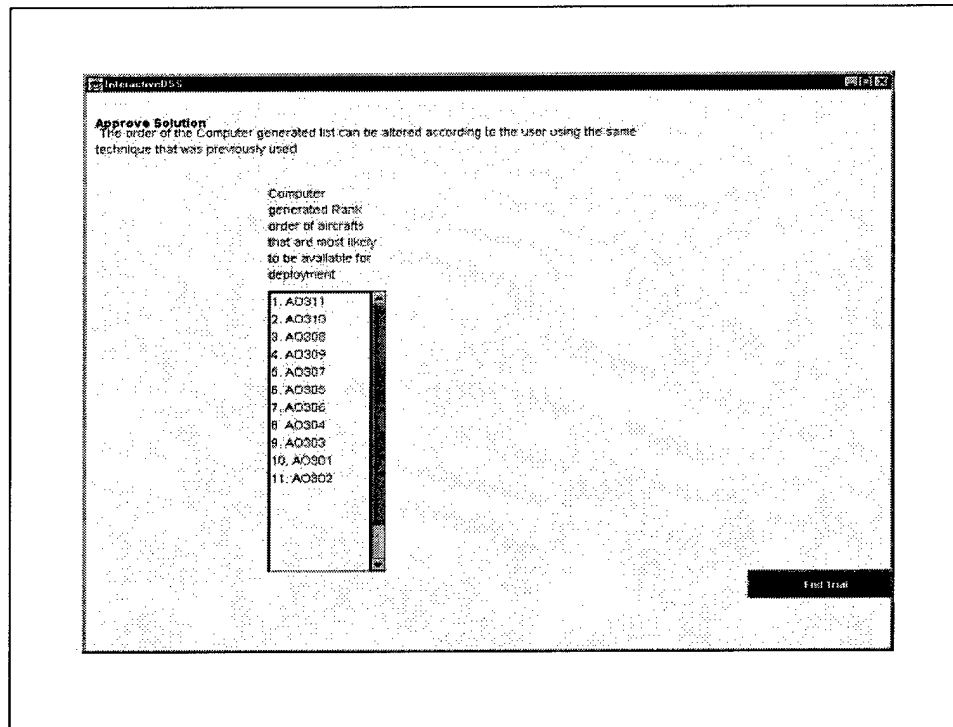 InteractiveDSS
Approve Solution
The order of the Computer generated list can be altered according to the user using the same
technique that was previously used
Computer
generated Rank
order of aircrafts
that are most likely
to be available for
deployment
1. AO311
2. AO310
3. AO308
4. AO309
5. AO307
6. AO305
7. AO306
8 AO304
9. AO303
10. AO301
11. AO302
End Trial